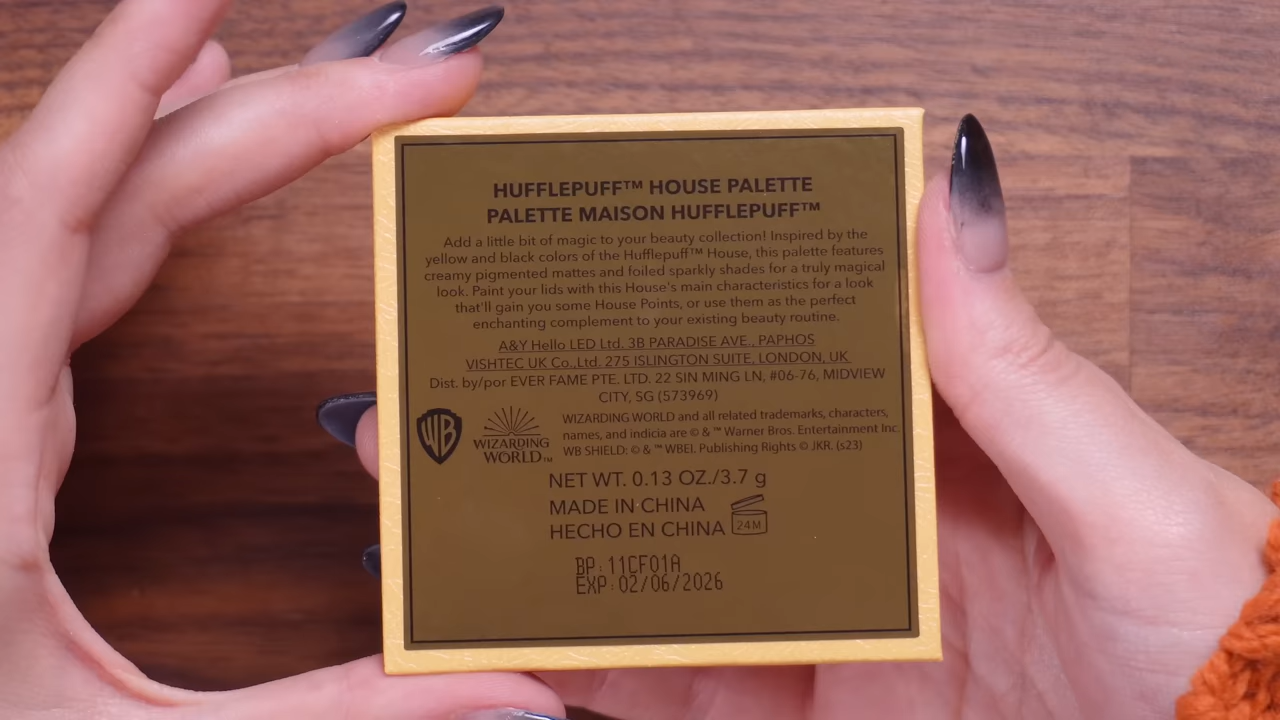 HUFFLEPUFF™ HOUSE PALETTE
PALETTE MAISON HUFFLEPUFF™
Add a little bit of magic to your beauty collection! Inspired by the
yellow and black colors of the Hufflepuff™ House, this palette features
creamy pigmented mattes and foiled sparkly shades for a truly magical
look. Paint your lids with this House's main characteristics for a look
that'll gain you some House Points, or use them as the perfect
enchanting complement to your existing beauty routine.
A&Y Hello LED Ltd. 3B PARADISE AVE., PAPHOS
VISHTEC UK Co.,Ltd. 275 ISLINGTON SUITE, LONDON, UK
Dist. by/por EVER FAME PTE. LTD. 22 SIN MING LN, #06-76, MIDVIEW
CITY, SG (573969)
WB
WIZARDING
WORLD™
WIZARDING WORLD and all related trademarks, characters,
names, and indicia are © & ™ Warner Bros. Entertainment Inc.
WB SHIELD: © & ™ WBEI. Publishing Rights © JKR. (s23)
NET WT. 0.13 OZ./3.7 g
MADE IN CHINA
HECHO EN CHINA
24M
BP:11CF01A
EXP:02/06/2026